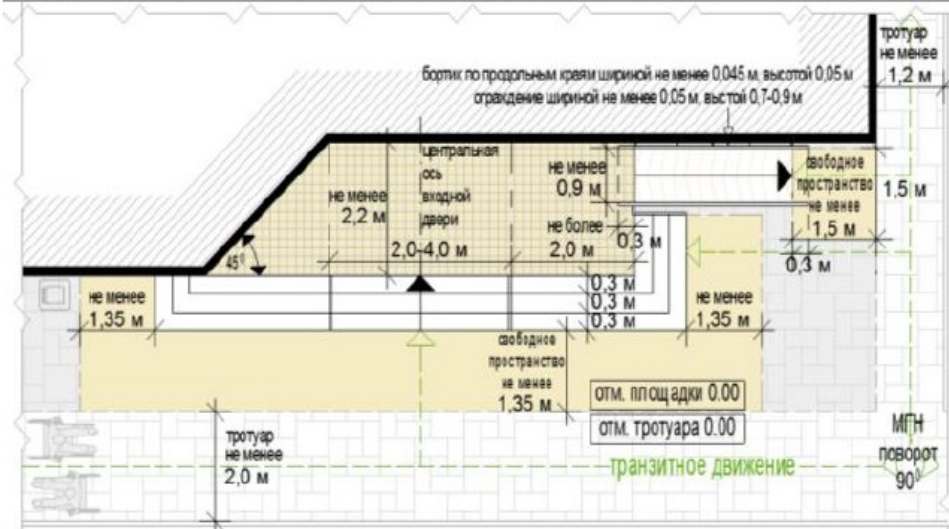 тротуар
не менее
1,2 м
бортик по продольным краям шириной не менее 0,045 м, высотой 0,05 м
ограждение шириной не менее 0,05 м, выстой 0,7-0,9 м
центральная
ось
входной
двери
не менее
2,2 м
не менее
0,9 м
свободное
пространство
не менее
1,5 м
1,5 м
45⁰
2,0-4,0 м
не более
2,0 м
0,3 м
0,3 м
0,3 м
0,3 м
0,3 м
не менее
1,35 м
не менее
1,35 м
свободное
пространство
не менее
1,35 м
отм. площадки 0.00
отм. тротуара 0.00
тротуар
не менее
2,0 м
транзитное движение
МГН
поворот
90⁰